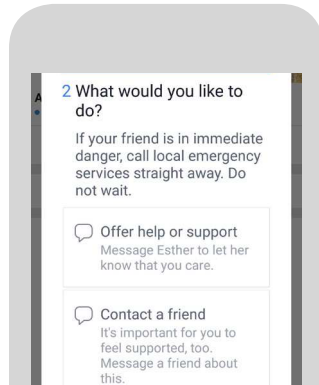 A
2 What would you like to
do?
If your friend is in immediate
danger, call local emergency
services straight away. Do
not wait.
Offer help or support
Message Esther to let her
know that you care.
Contact a friend
It's important for you to
feel supported, too.
Message a friend about
this.